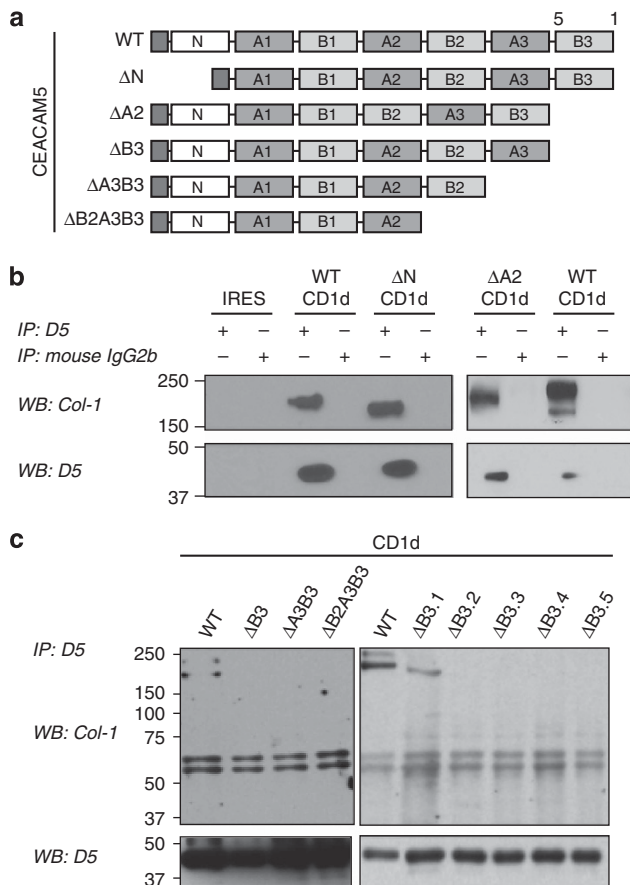 a
5 1
CEACAM5
WT N A1 B1 A2 B2 A3 B3
ΔN A1 B1 A2 B2 A3 B3
ΔA2 N A1 B1 B2 A3 B3
ΔB3 N A1 B1 A2 B2 A3
ΔA3B3 N A1 B1 A2 B2
ΔB2A3B3 N A1 B1 A2
b
IRES WT CD1d ΔN CD1d ΔA2 CD1d WT CD1d
IP: D5 + – + – + – + – + –
IP: mouse IgG2b – + – + – + – + – +
WB: Col-1 250 150
WB: D5 50 37
c
CD1d
WT ΔB3 ΔA3B3 ΔB2A3B3 WT ΔB3.1 ΔB3.2 ΔB3.3 ΔB3.4 ΔB3.5
IP: D5 250
150
100
WB: Col-1 75
50
37
WB: D5 50
37